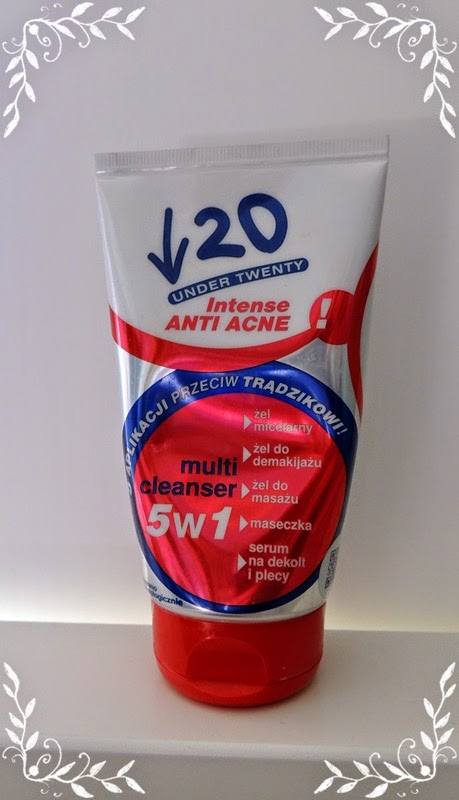 20
UNDER TWENTY
Intense
ANTI ACNE !
APLIKACJI PRZECIW TRĄDZIKOWI!
multi
cleanser
5w1
żel
micelarny
żel do
demakijażu
żel do
masażu
maseczka
serum
na dekolt
i plecy